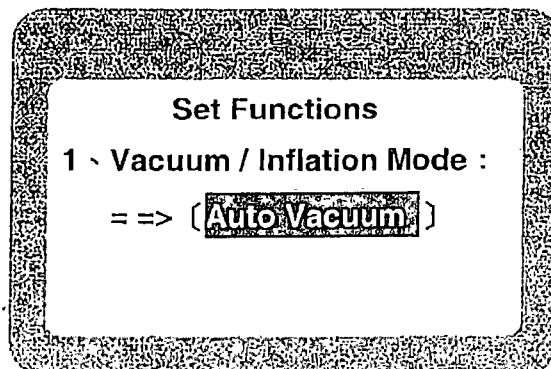 Set Functions
1、Vacuum / Inflation Mode :
= => 〔Auto Vacuum 〕